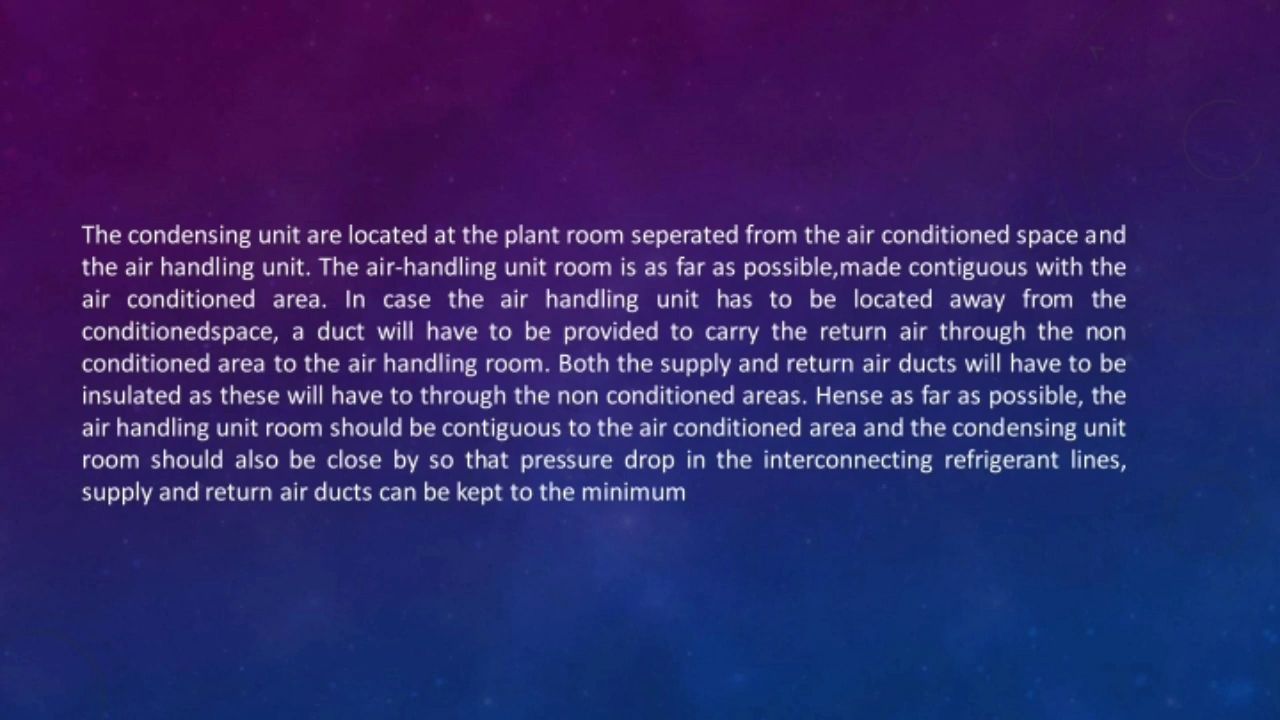 The condensing unit are located at the plant room seperated from the air conditioned space and
the air handling unit. The air-handling unit room is as far as possible,made contiguous with the
air conditioned area. In case the air handling unit has to be located away from the
conditionedspace, a duct will have to be provided to carry the return air through the non
conditioned area to the air handling room. Both the supply and return air ducts will have to be
insulated as these will have to through the non conditioned areas. Hense as far as possible, the
air handling unit room should be contiguous to the air conditioned area and the condensing unit
room should also be close by so that pressure drop in the interconnecting refrigerant lines,
supply and return air ducts can be kept to the minimum